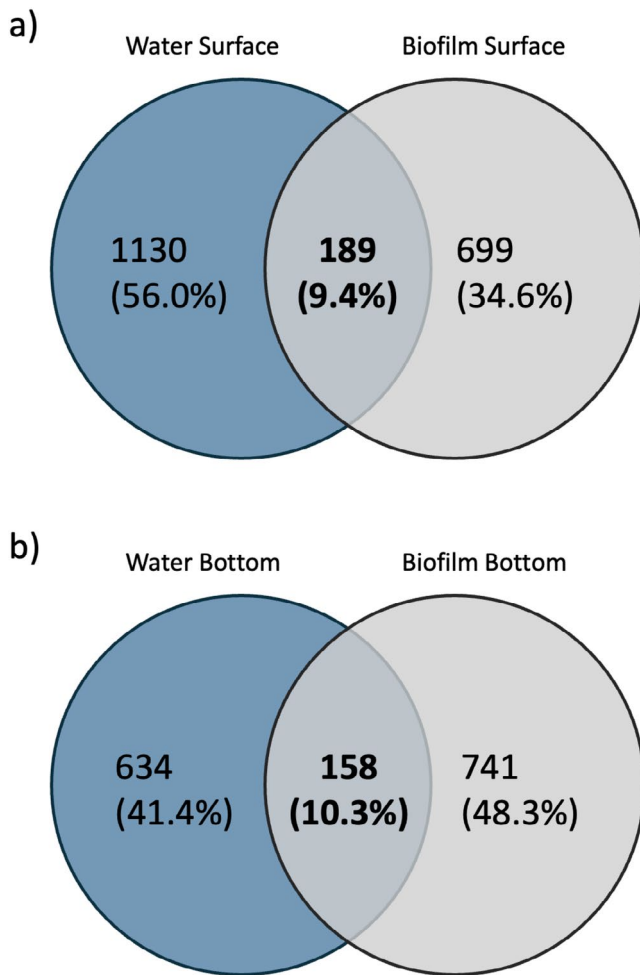 a)
Water Surface Biofilm Surface
1130 189 699
(56.0%) (9.4%) (34.6%)
b)
Water Bottom Biofilm Bottom
634 158 741
(41.4%) (10.3%) (48.3%)